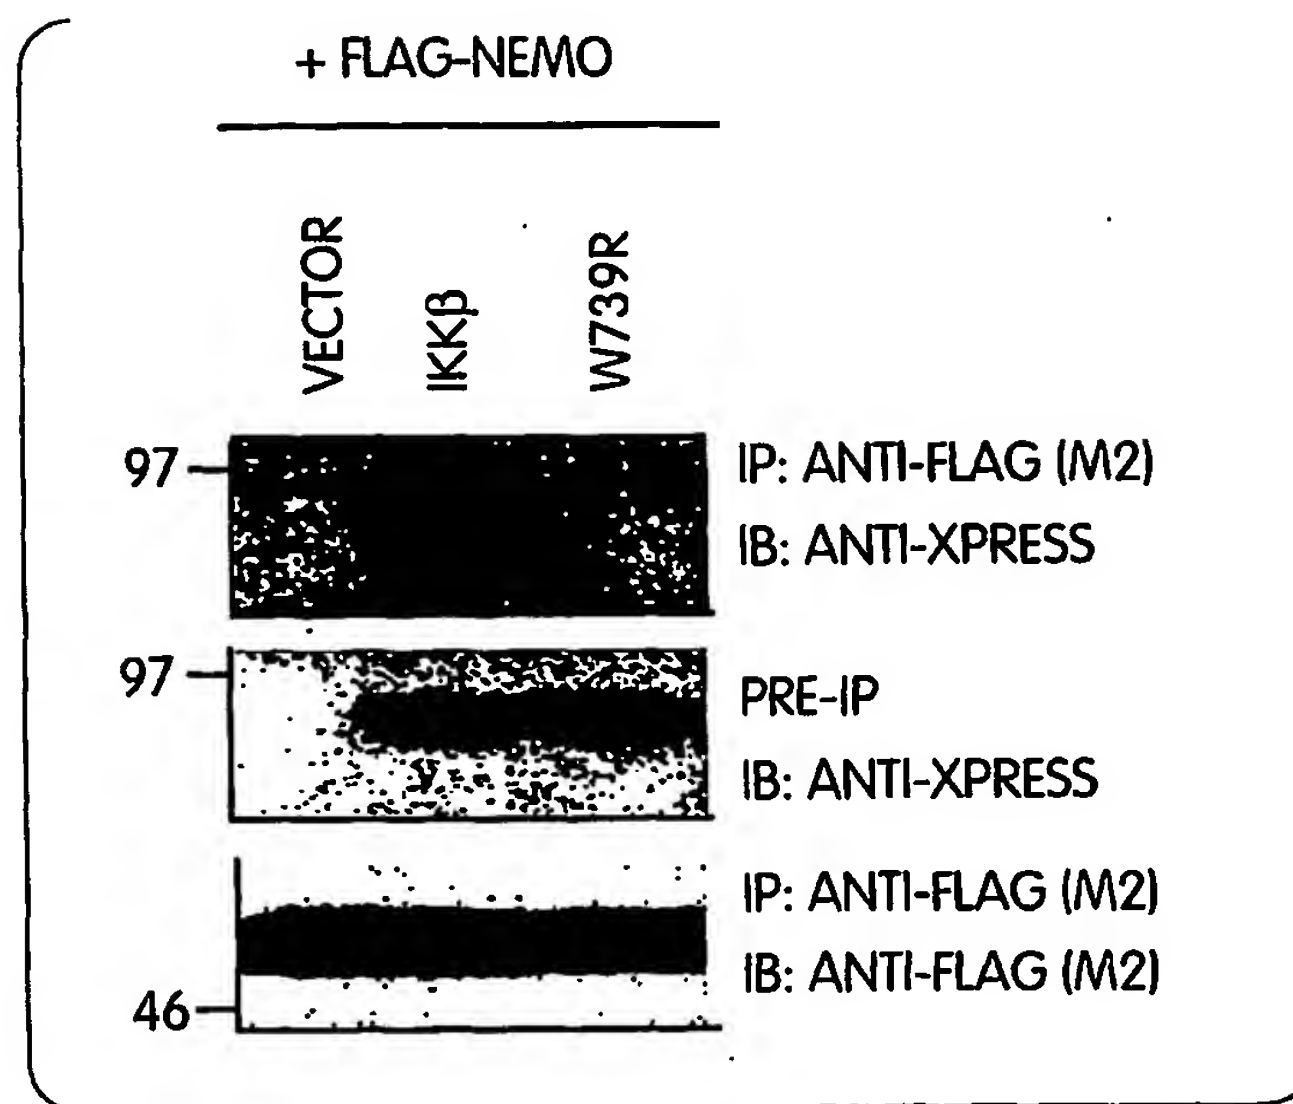 + FLAG-NEMO
VECTOR
IKKβ
W739R
97
IP: ANTI-FLAG (M2)
IB: ANTI-XPRESS
97
PRE-IP
IB: ANTI-XPRESS
IP: ANTI-FLAG (M2)
IB: ANTI-FLAG (M2)
46